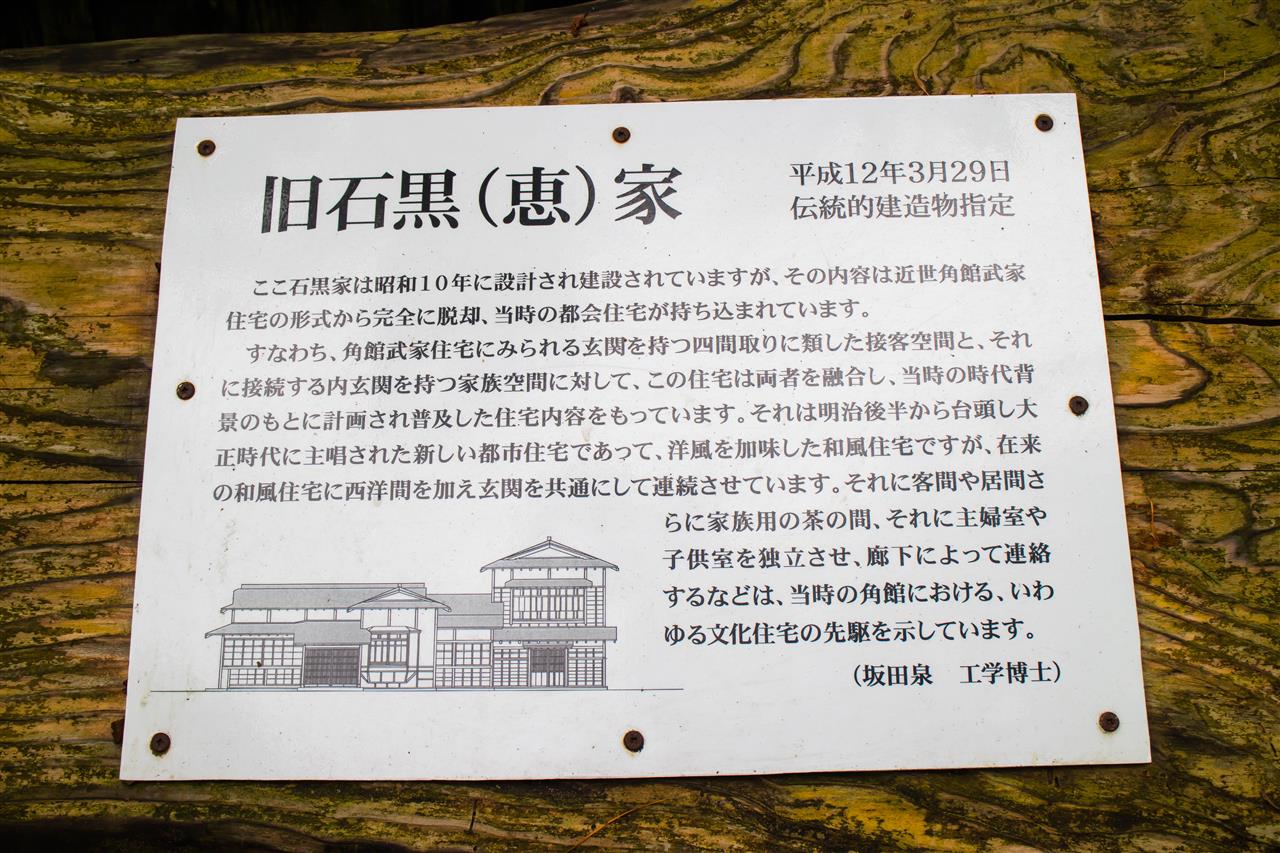 旧石黒(恵)家
平成12年3月29日
伝統的建造物指定
ここ石黒家は昭和10年に設計され建設されていますが、その内容は近世角館武家
住宅の形式から完全に脱却、当時の都会住宅が持ち込まれています。
すなわち、角館武家住宅にみられる玄関を持つ四間取りに類した接客空間と、それ
に接続する内玄関を持つ家族空間に対して、この住宅は両者を融合し、当時の時代背
景のもとに計画され普及した住宅内容をもっています。それは明治後半から台頭し大
正時代に主唱された新しい都市住宅であって、洋風を加味した和風住宅ですが、在来
の和風住宅に西洋間を加え玄関を共通にして連続させています。それに客間や居間さ
らに家族用の茶の間、それに主婦室や
子供室を独立させ、廊下によって連絡
するなどは、当時の角館における、いわ
ゆる文化住宅の先駆を示しています。
(坂田泉　工学博士)